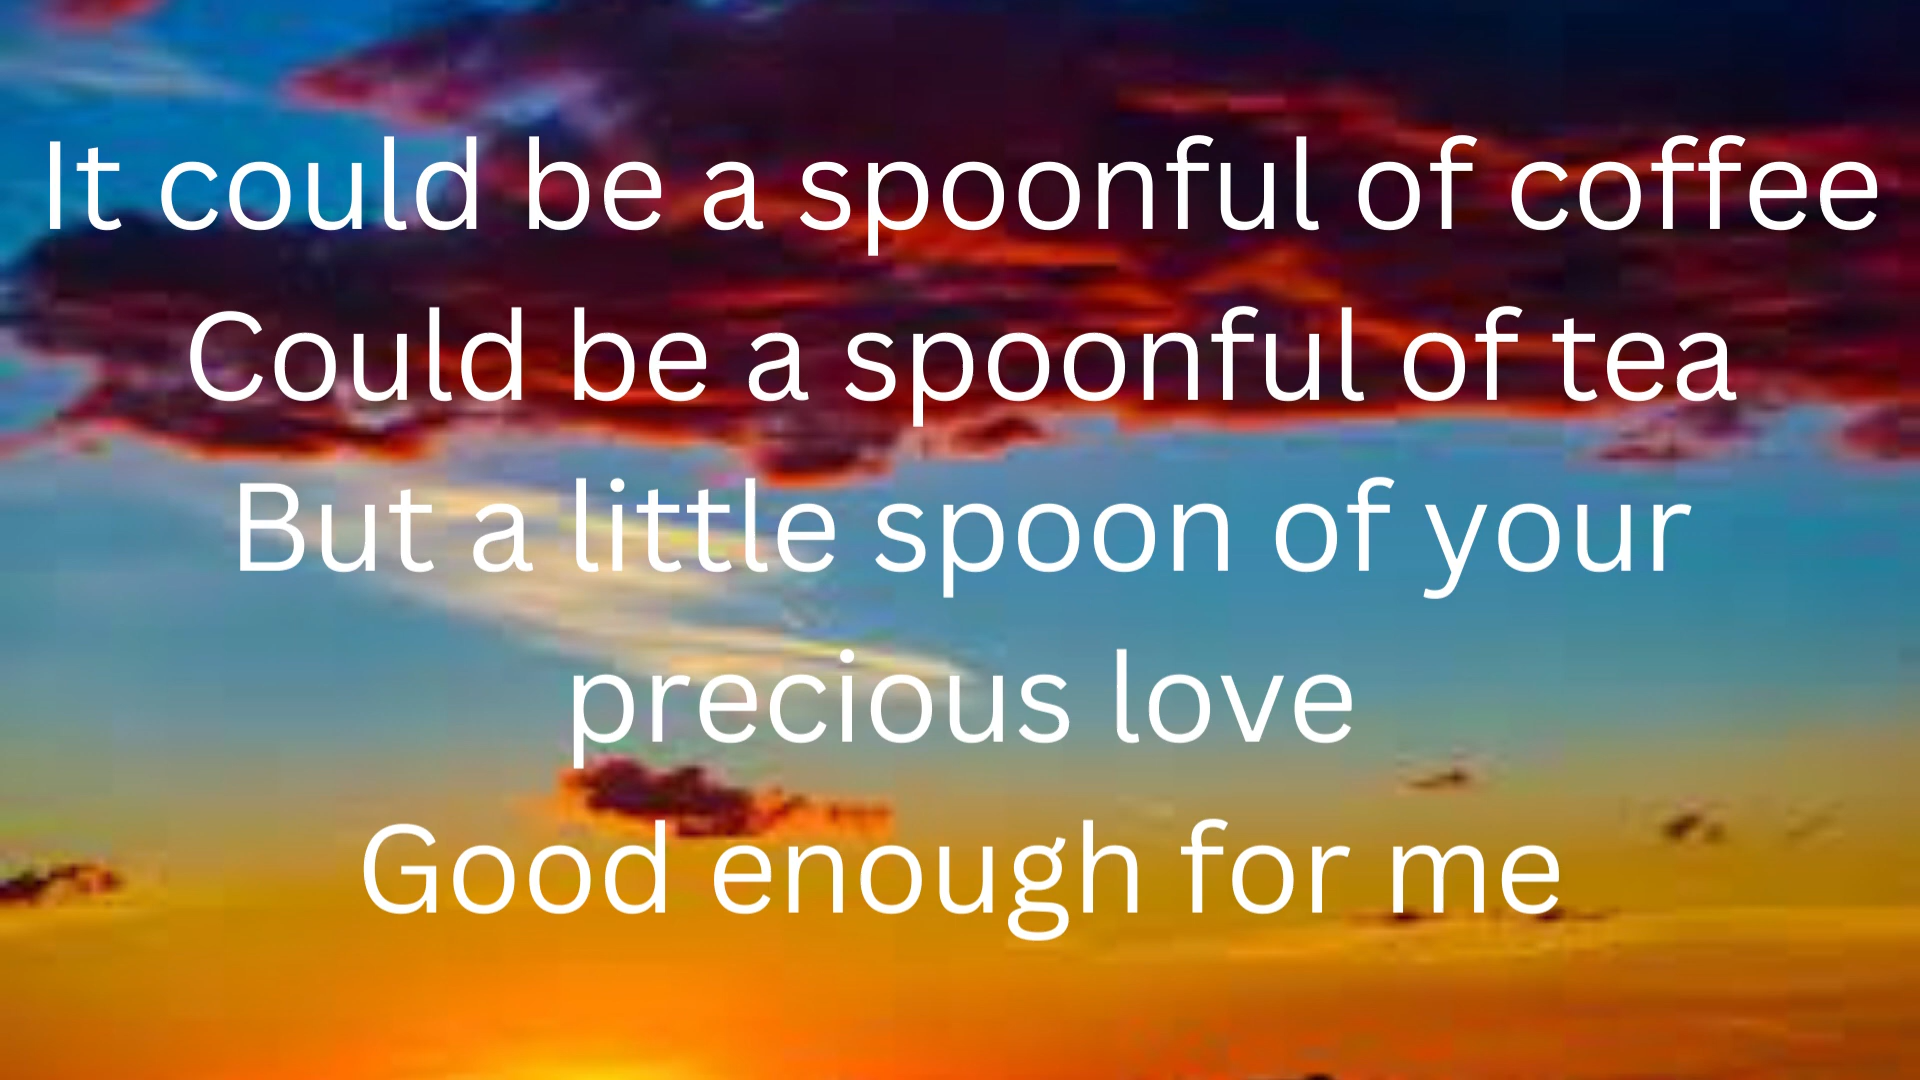 It could be a spoonful of coffee
Could be a spoonful of tea
But a little spoon of your
precious love
Good enough for me